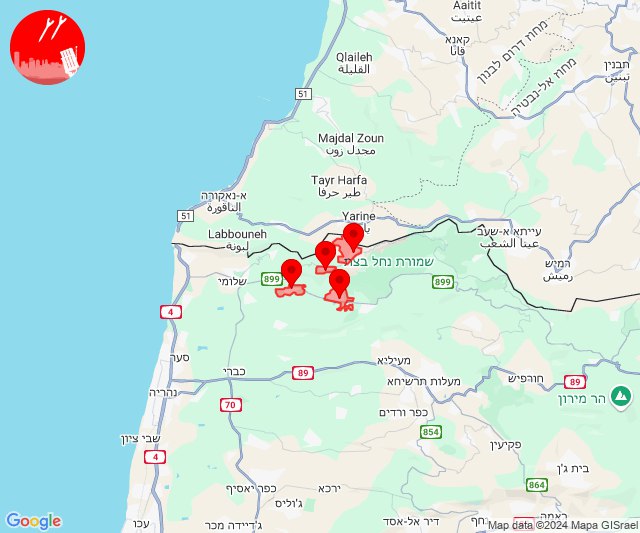 Aaitit
عيتيت
קאנא
قانا
מחוז דרום לבנון
מחוז אל-נבטיה
תבנין
تبنين
Qlaileh
القليلة
51
Majdal Zoun
مجدل زون
Tayr Harfa
طير حرفا
א-נאקורה
الناقورة
51
Yarine
Labbouneh
لبونة
עייתא א-שעב
عيتا الشعب
רמיש
رميش
שמורת נחל בצת
899
שלומי
899
4
סער
מעיליא
כברי
89
מעלות תרשיחא
חורפיש
89
הר מירון
נהריה
70
כפר ורדים
854
שבי ציון
פקיעין
4
בית ג'ן
864
ירכא
כפר יאסיף
ג'וליס
עכו
ג'דיידה מכר
דיר אל-אסד
נחף
ראמה
Google
Map data ©2024 Mapa GISrael